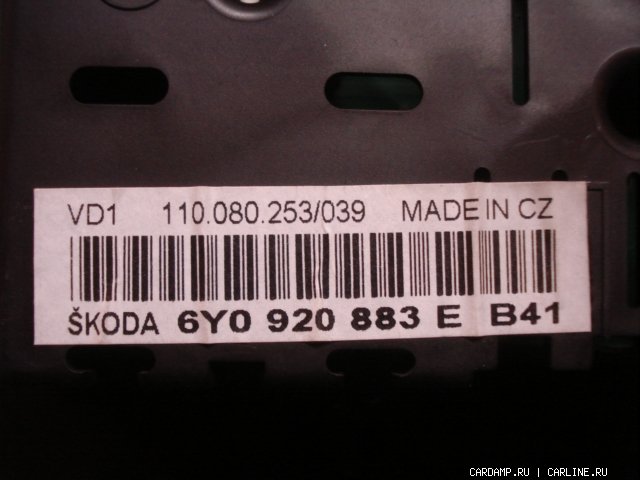 VD1 110.080.253/039 MADE IN CZ
ŠKODA 6Y0 920 883 E B41
CARDAMP.RU | CARLINE.RU